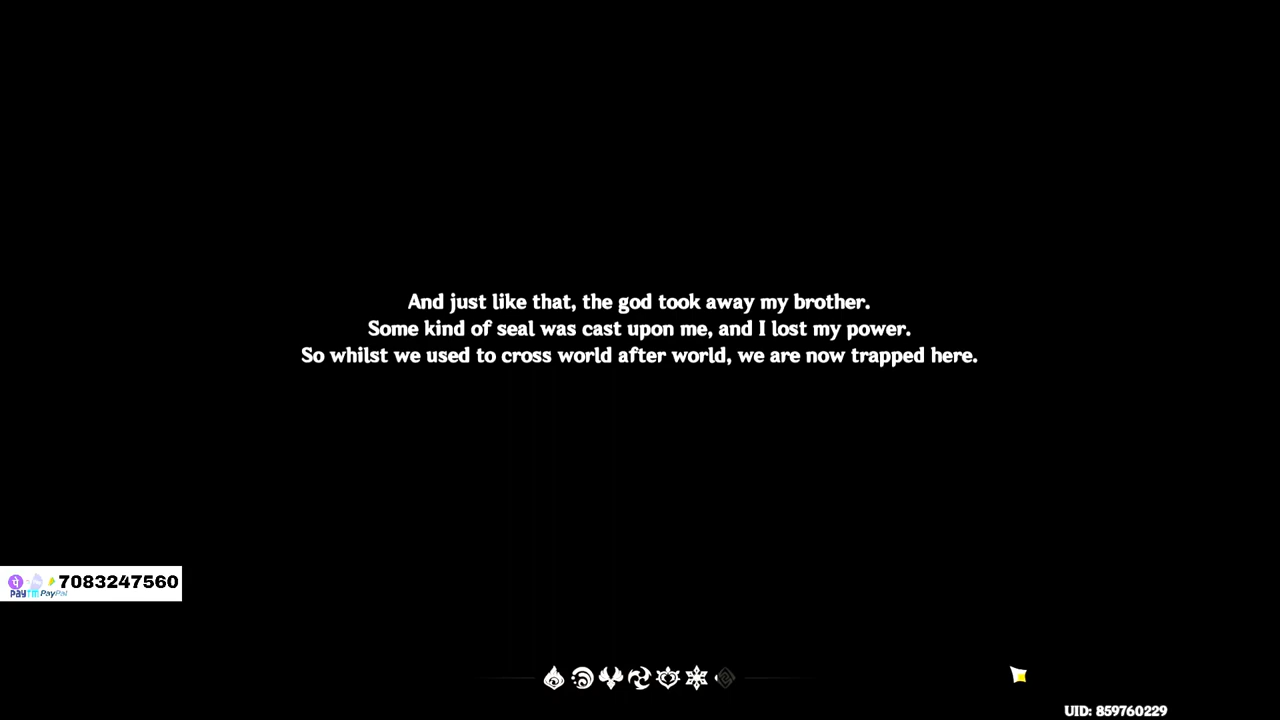 And just like that, the god took away my brother.
Some kind of seal was cast upon me, and I lost my power.
So whilst we used to cross world after world, we are now trapped here.
7083247560
paytm PayPal
UID: 859760229